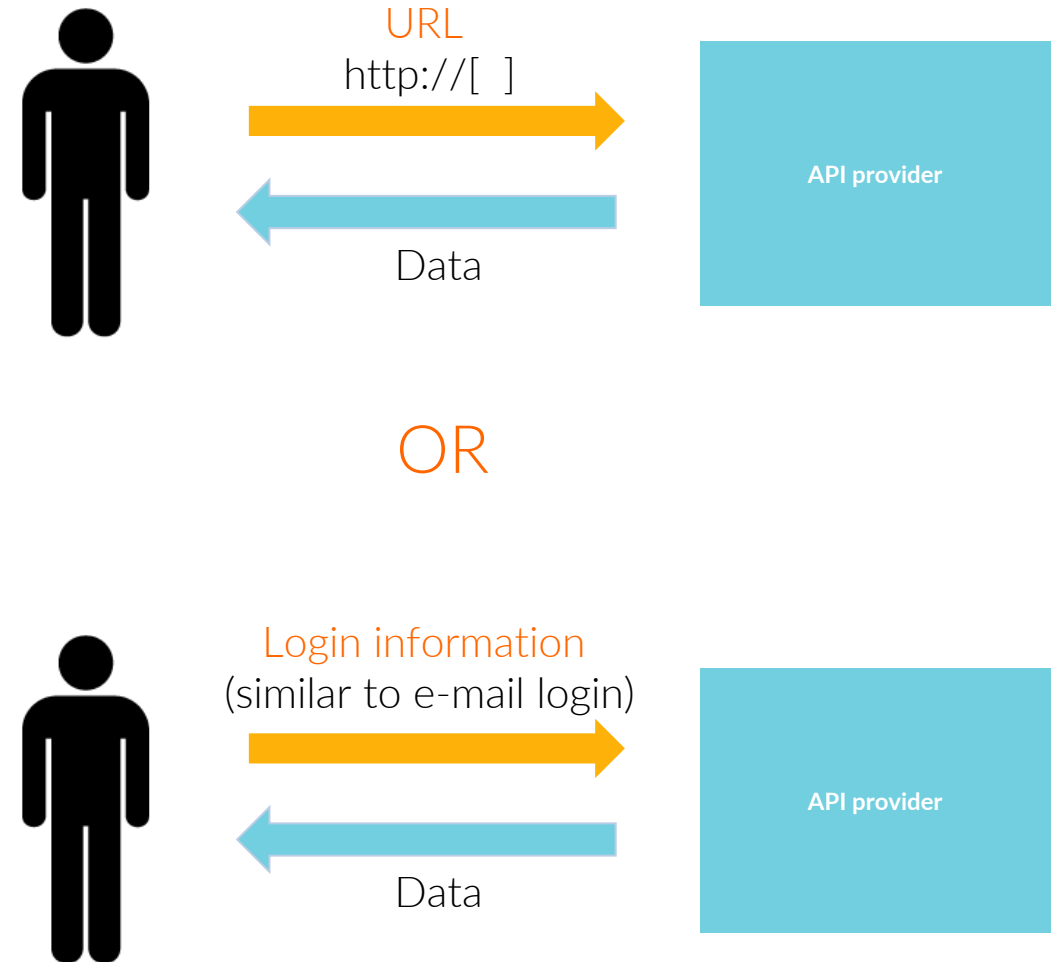 URL
http://[  ]
API provider
Data
OR
Login information
(similar to e-mail login)
API provider
Data